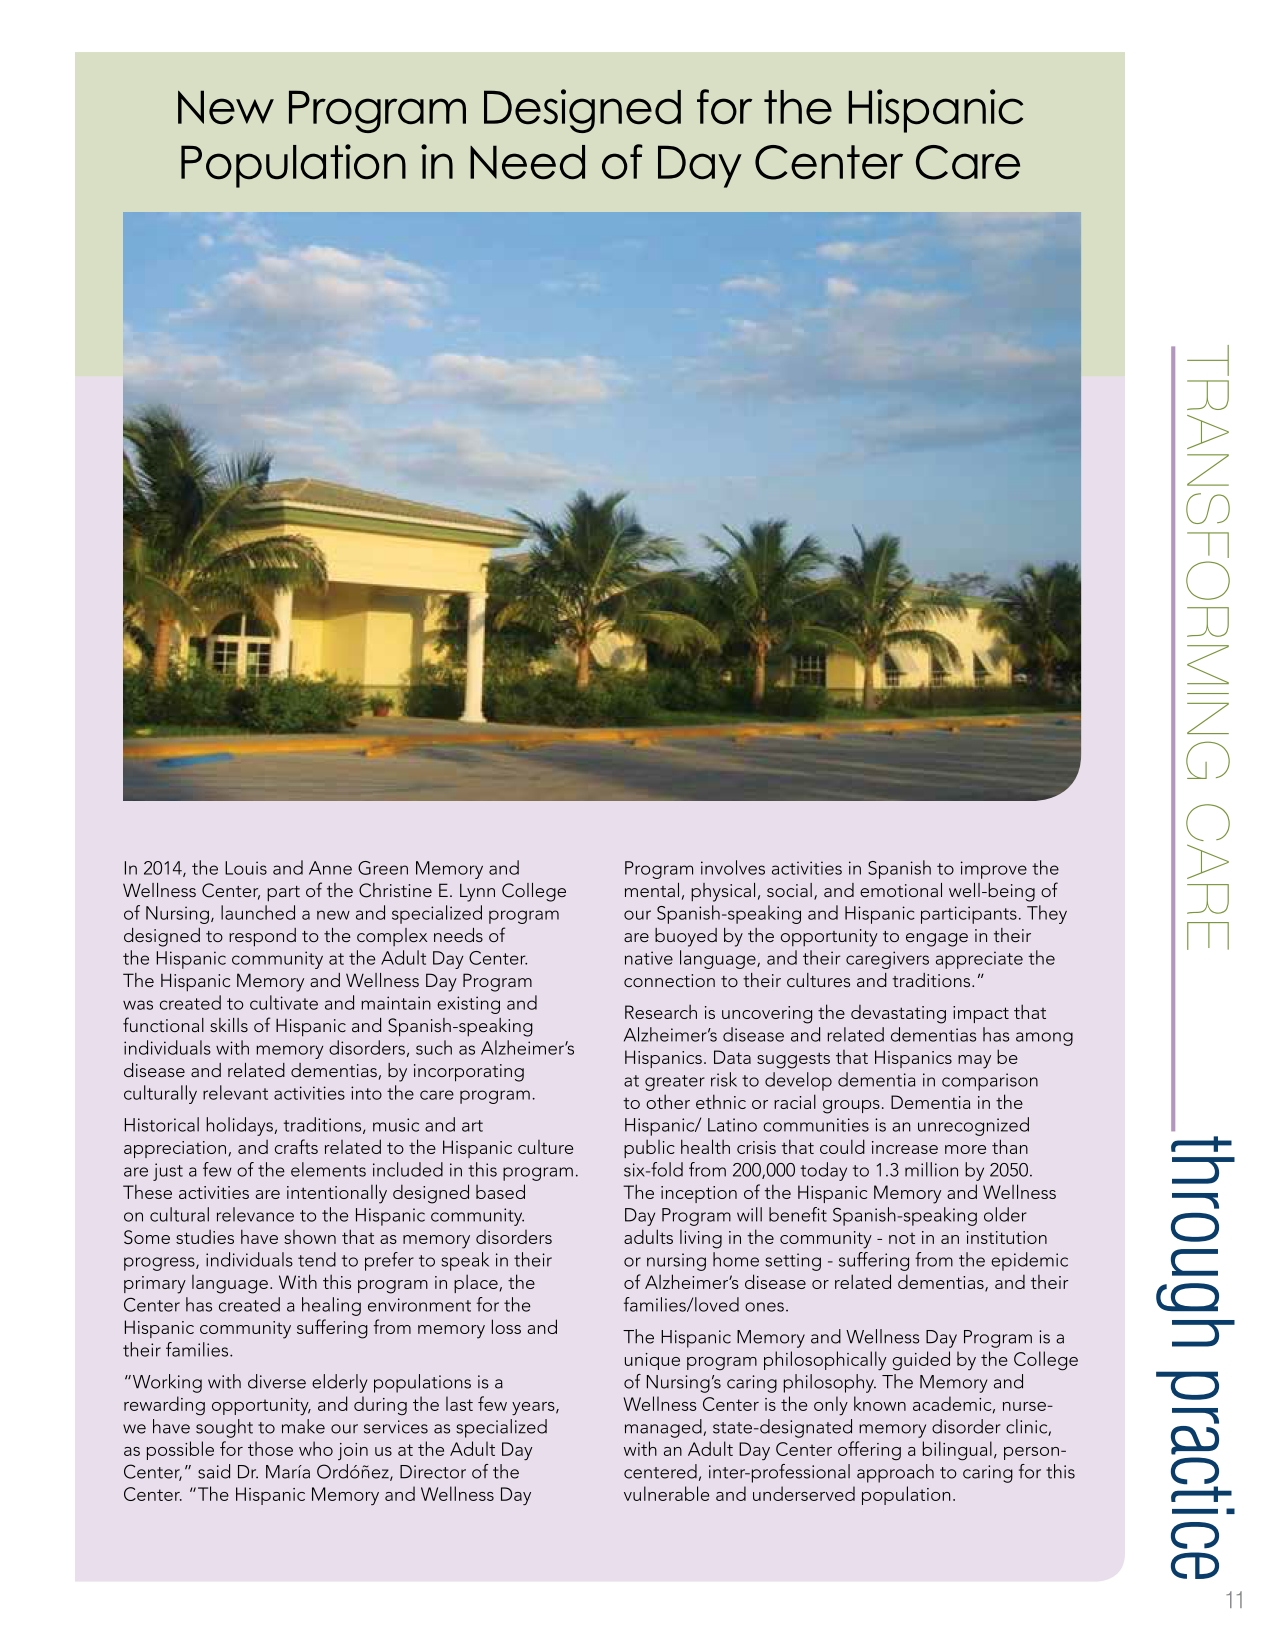 New Program Designed for the Hispanic
Population in Need of Day Center Care
In 2014, the Louis and Anne Green Memory and
Wellness Center, part of the Christine E. Lynn College
of Nursing, launched a new and specialized program
designed to respond to the complex needs of
the Hispanic community at the Adult Day Center.
The Hispanic Memory and Wellness Day Program
was created to cultivate and maintain existing and
functional skills of Hispanic and Spanish-speaking
individuals with memory disorders, such as Alzheimer’s
disease and related dementias, by incorporating
culturally relevant activities into the care program.
Historical holidays, traditions, music and art
appreciation, and crafts related to the Hispanic culture
are just a few of the elements included in this program.
These activities are intentionally designed based
on cultural relevance to the Hispanic community.
Some studies have shown that as memory disorders
progress, individuals tend to prefer to speak in their
primary language. With this program in place, the
Center has created a healing environment for the
Hispanic community suffering from memory loss and
their families.
“Working with diverse elderly populations is a
rewarding opportunity, and during the last few years,
we have sought to make our services as specialized
as possible for those who join us at the Adult Day
Center,” said Dr. María Ordóñez, Director of the
Center. “The Hispanic Memory and Wellness Day
Program involves activities in Spanish to improve the
mental, physical, social, and emotional well-being of
our Spanish-speaking and Hispanic participants. They
are buoyed by the opportunity to engage in their
native language, and their caregivers appreciate the
connection to their cultures and traditions.”
Research is uncovering the devastating impact that
Alzheimer’s disease and related dementias has among
Hispanics. Data suggests that Hispanics may be
at greater risk to develop dementia in comparison
to other ethnic or racial groups. Dementia in the
Hispanic/ Latino communities is an unrecognized
public health crisis that could increase more than
six-fold from 200,000 today to 1.3 million by 2050.
The inception of the Hispanic Memory and Wellness
Day Program will benefit Spanish-speaking older
adults living in the community - not in an institution
or nursing home setting - suffering from the epidemic
of Alzheimer’s disease or related dementias, and their
families/loved ones.
The Hispanic Memory and Wellness Day Program is a
unique program philosophically guided by the College
of Nursing’s caring philosophy. The Memory and
Wellness Center is the only known academic, nurse-
managed, state-designated memory disorder clinic,
with an Adult Day Center offering a bilingual, person-
centered, inter-professional approach to caring for this
vulnerable and underserved population.
TRANSFORMING CARE
through practice
11